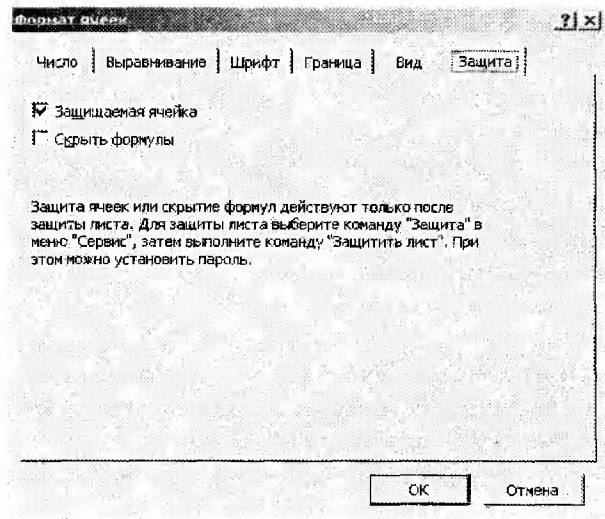 Формат ячеек
Число Выравнивание Шрифт Граница Вид Защита
Защищаемая ячейка
Скрыть формулы
Защита ячеек или скрытие формул действуют только после
защиты листа. Для защиты листа выберите команду "Защита" в
меню "Сервис", затем выполните команду "Защитить лист". При
этом можно установить пароль.
ОК Отмена